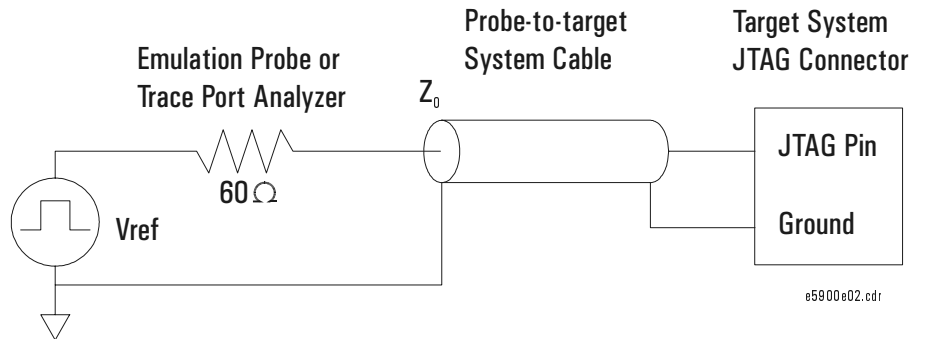 Emulation Probe or
Trace Port Analyzer
Probe-to-target
System Cable
Target System
JTAG Connector
Z0
60Ω
Vref
JTAG Pin
Ground
e5900e02.cdr